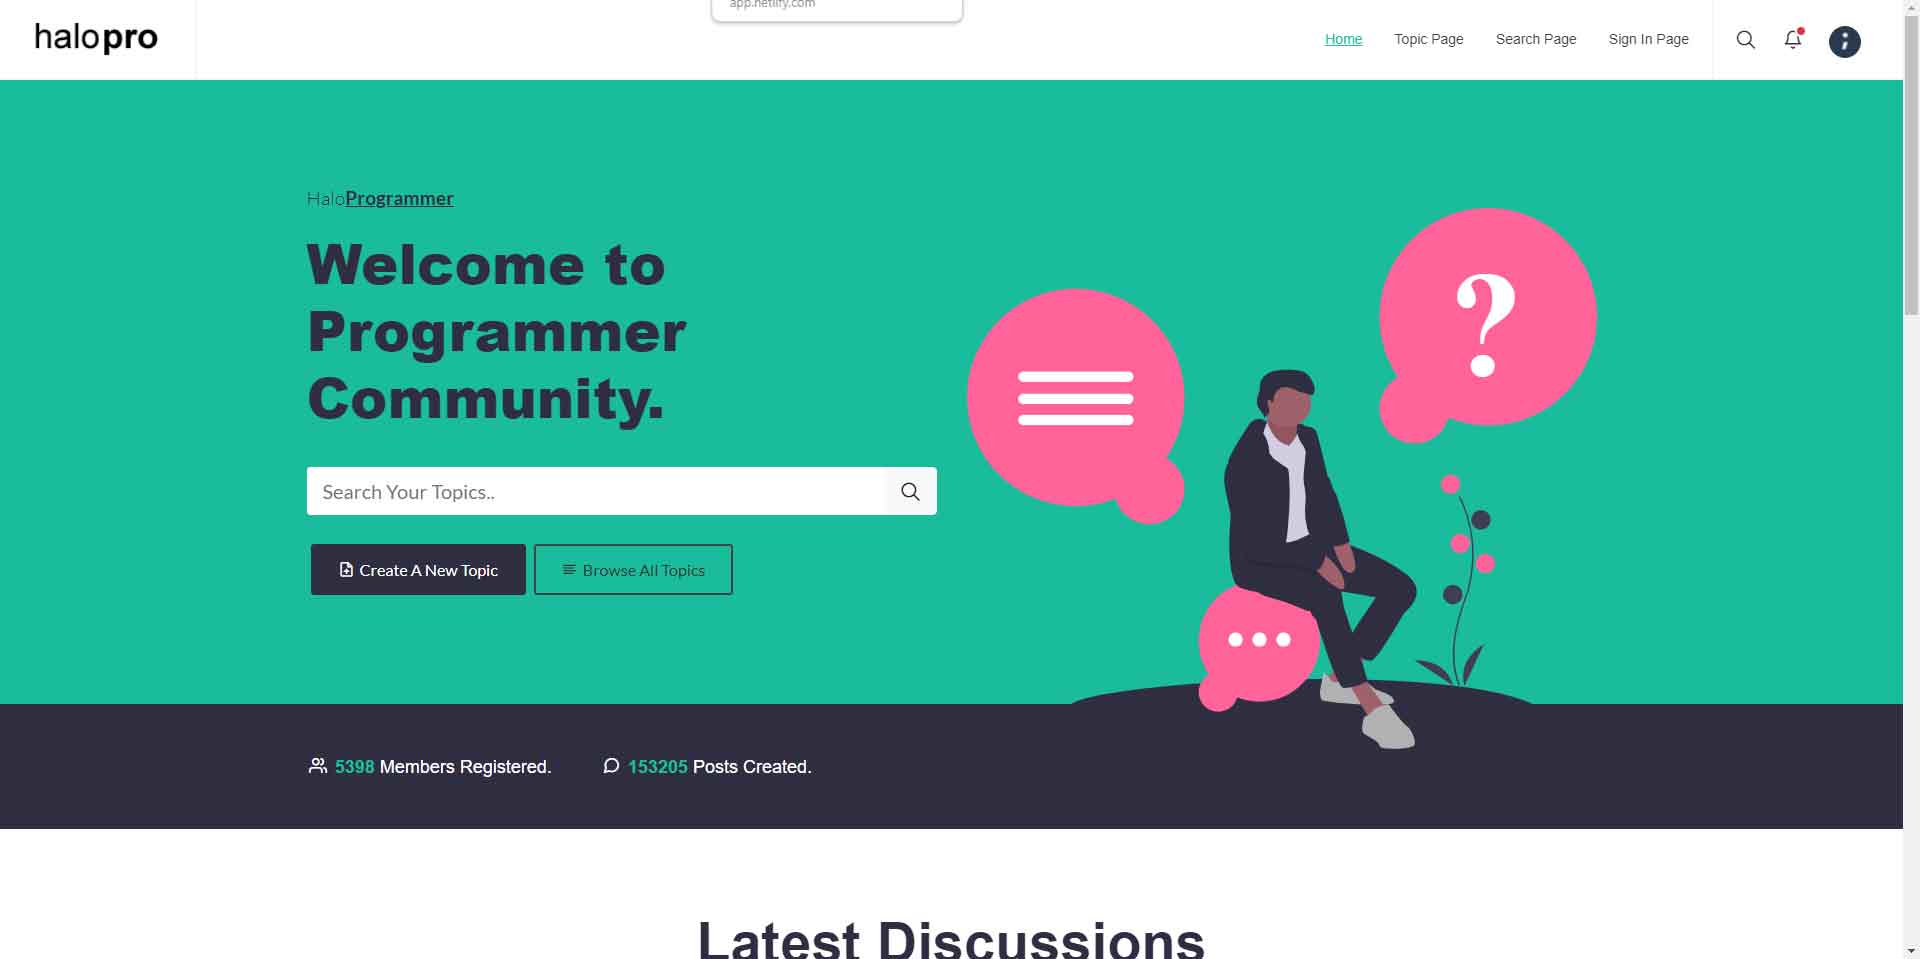 app.netlify.com
halopro
Home Topic Page Search Page Sign In Page
HaloProgrammer
Welcome to
Programmer
Community.
Search Your Topics..
Create A New Topic Browse All Topics
?
5398 Members Registered. 153205 Posts Created.
Latest Discussions